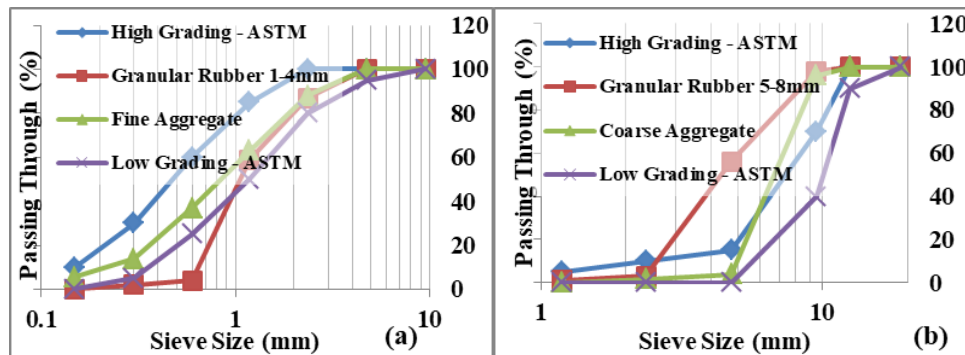 High Grading - ASTM
Granular Rubber 1-4mm
Fine Aggregate
Low Grading - ASTM
Passing Through (%)
120
100
80
60
40
20
0
0.1
1
10
Sieve Size (mm)
(a)
High Grading - ASTM
Granular Rubber 5-8mm
Coarse Aggregate
Low Grading - ASTM
Passing Through (%)
120
100
80
60
40
20
0
1
10
Sieve Size (mm)
(b)